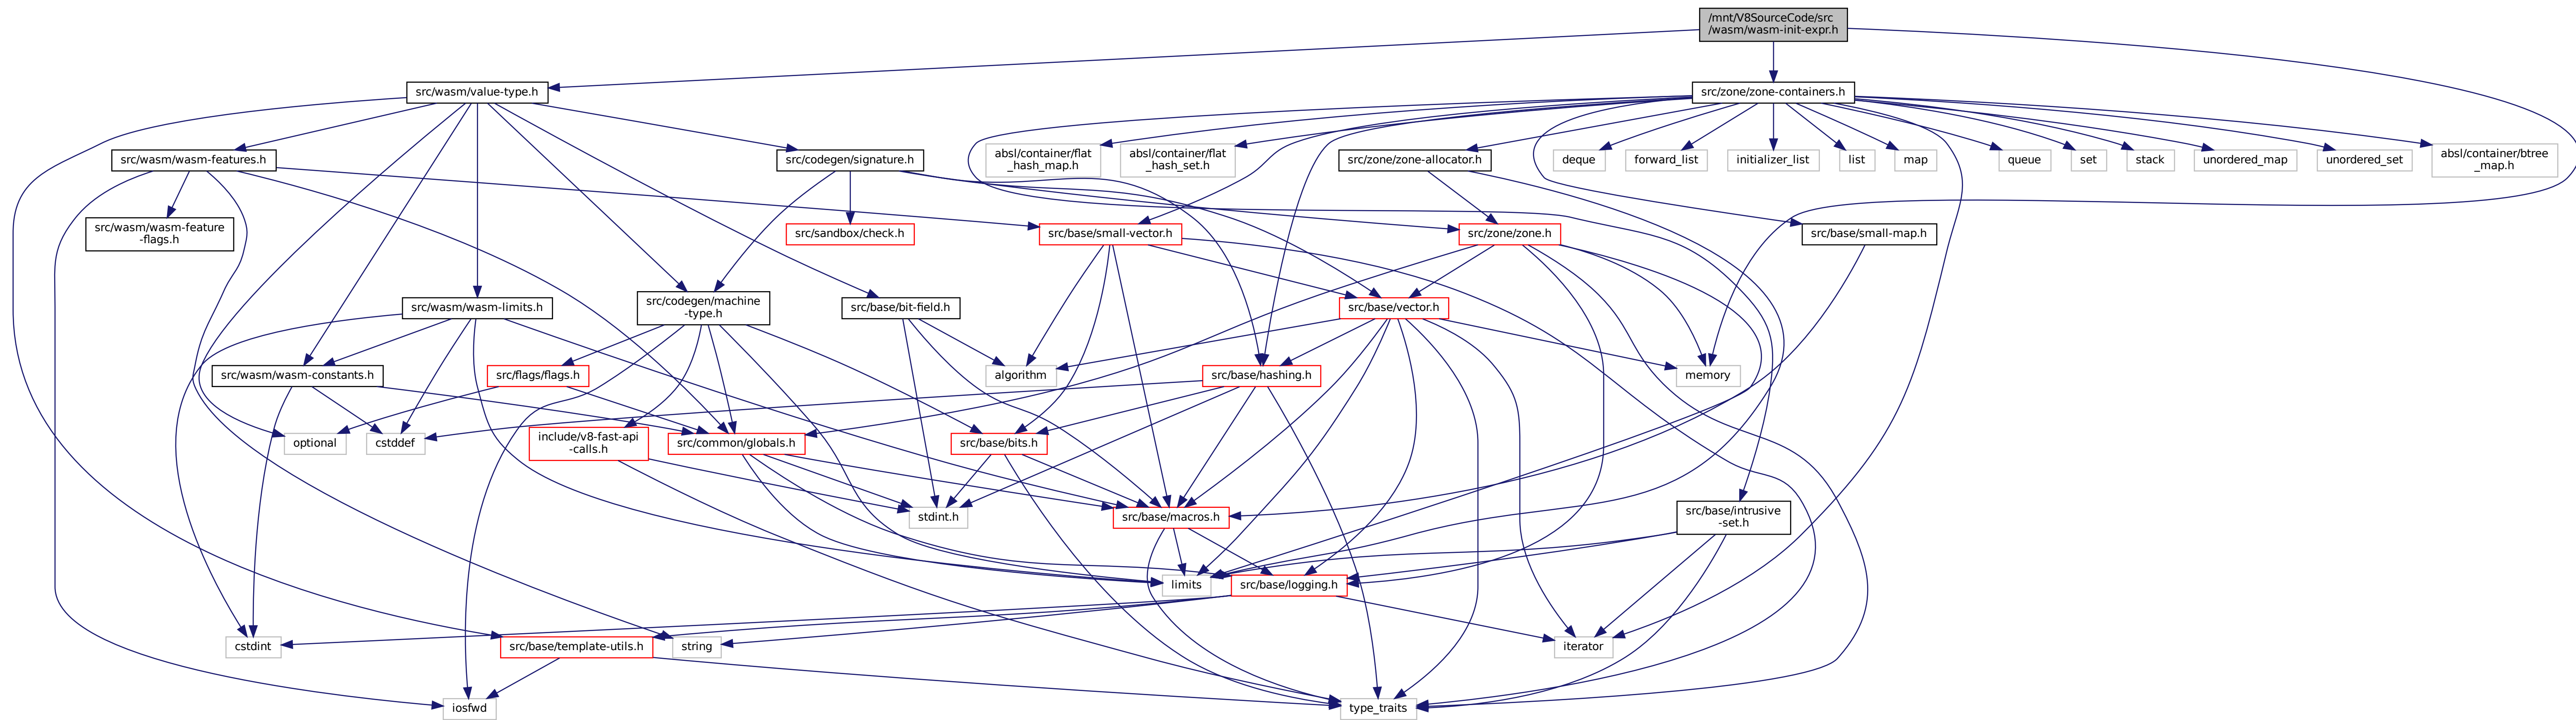 /mnt/V8SourceCode/src
/wasm/wasm-init-expr.h
src/wasm/value-type.h
src/zone/zone-containers.h
src/wasm/wasm-features.h
src/codegen/signature.h
absl/container/flat
_hash_map.h
absl/container/flat
_hash_set.h
src/zone/zone-allocator.h
deque
forward_list
initializer_list
list
map
queue
set
stack
unordered_map
unordered_set
absl/container/btree
_map.h
src/wasm/wasm-feature
-flags.h
src/sandbox/check.h
src/base/small-vector.h
src/zone/zone.h
src/base/small-map.h
src/wasm/wasm-limits.h
src/codegen/machine
-type.h
src/base/bit-field.h
src/base/vector.h
src/wasm/wasm-constants.h
src/flags/flags.h
algorithm
src/base/hashing.h
memory
optional
cstddef
include/v8-fast-api
-calls.h
src/common/globals.h
src/base/bits.h
stdint.h
src/base/macros.h
src/base/intrusive
-set.h
limits
src/base/logging.h
cstdint
src/base/template-utils.h
string
iterator
iosfwd
type_traits